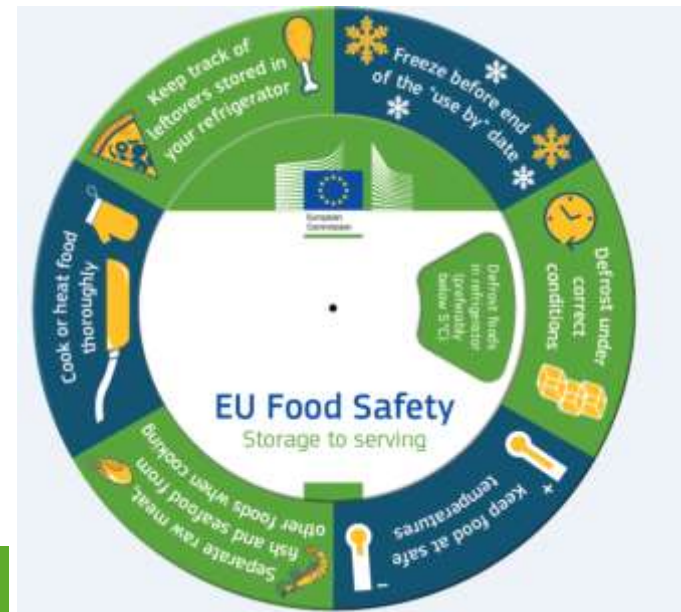 Keep track of
leftovers stored in
your refrigerator
Freeze before end
of the "use by" date
Defrost under
correct
conditions
Keep food at safe
temperatures
Separate raw meat,
fish and seafood from
other foods when cooking
Cook or heat food
thoroughly
European
Commission
Defrost foods
in refrigerator
(preferably
below 5°C)
EU Food Safety
Storage to serving